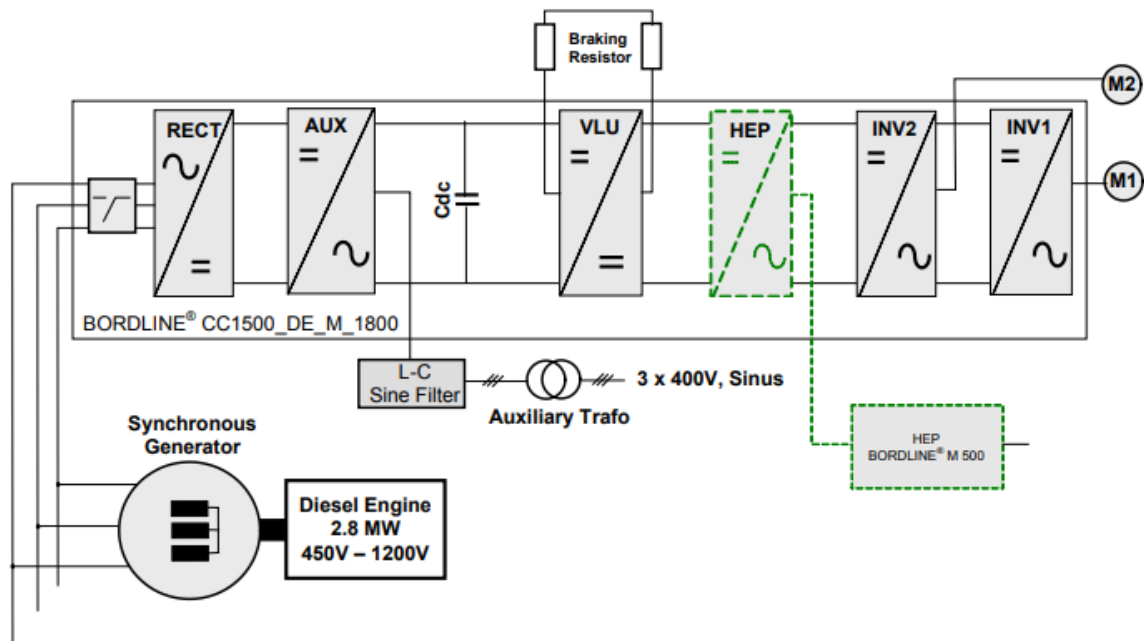 Braking
Resistor
M2
RECT
AUX
VLU
HEP
INV2
INV1
Cdc
M1
BORDLINE® CC1500_DE_M_1800
L-C
Sine Filter
3 x 400V, Sinus
Auxiliary Trafo
Synchronous
Generator
HEP
BORDLINE® M 500
Diesel Engine
2.8 MW
450V – 1200V